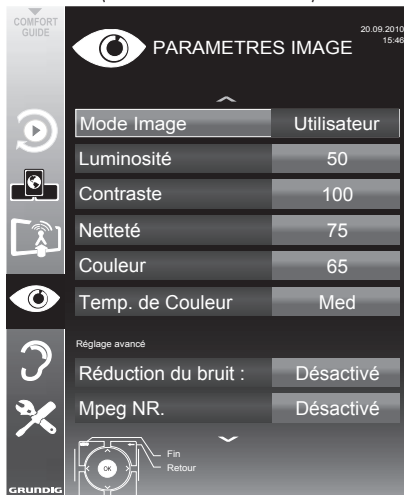 COMFORT
GUIDE
PARAMETRES IMAGE
20.09.2010
15:46
Mode Image Utilisateur
Luminosité 50
Contraste 100
Netteté 75
Couleur 65
Temp. de Couleur Med
Réglage avancé
Réduction du bruit : Désactivé
Mpeg NR. Désactivé
Fin
Retour
OK
GRUNDIG